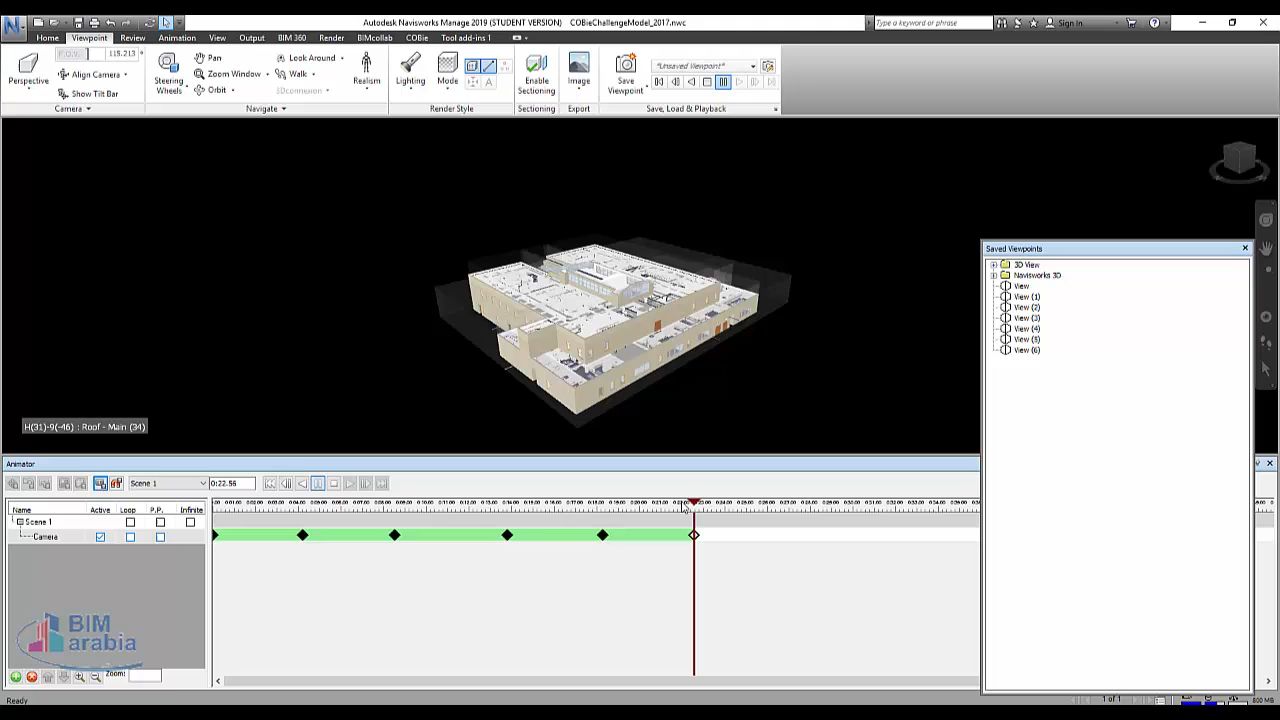 Autodesk Navisworks Manage 2019 (STUDENT VERSION) COBieChallengeModel_2017.nwc
Type a keyword or phrase
Sign In
Home Viewpoint Review Animation View Output BIM 360 Render BIMcollab COBie Tool add-ins 1
F.O.V. 115.213
Pan
Look Around
*Unsaved Viewpoint*
Align Camera
Zoom Window
Walk
Perspective
Show Tilt Bar
Steering
Wheels
Orbit
3Dconnexion
Realism
Lighting
Mode
Enable
Sectioning
Image
Save
Viewpoint
Camera
Navigate
Render Style
Sectioning
Export
Save, Load & Playback
Saved Viewpoints
3D View
Navisworks 3D
View
View (1)
View (2)
View (3)
View (4)
View (5)
View (6)
H(31)-9(-46) : Roof - Main (34)
Animator
Scene 1
0:22.56
Name Active Loop P.P. Infinite
Scene 1
Camera
BIM
arabia
Zoom:
Ready
1 of 1
800 MB